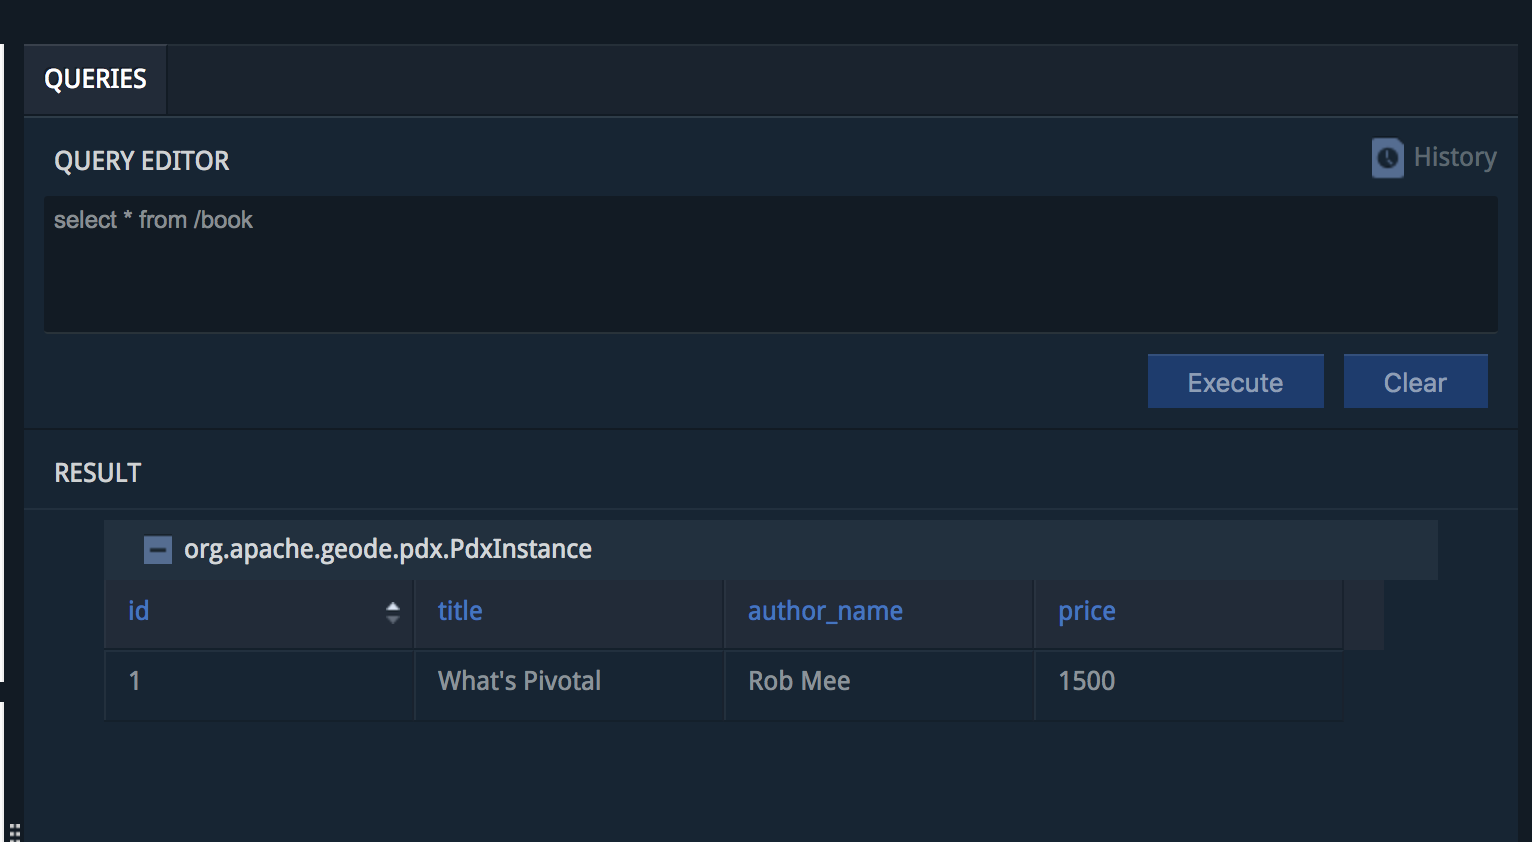 QUERIES
QUERY EDITOR
History
select * from /book
Execute
Clear
RESULT
org.apache.geode.pdx.PdxInstance
id title author_name price
1 What's Pivotal Rob Mee 1500